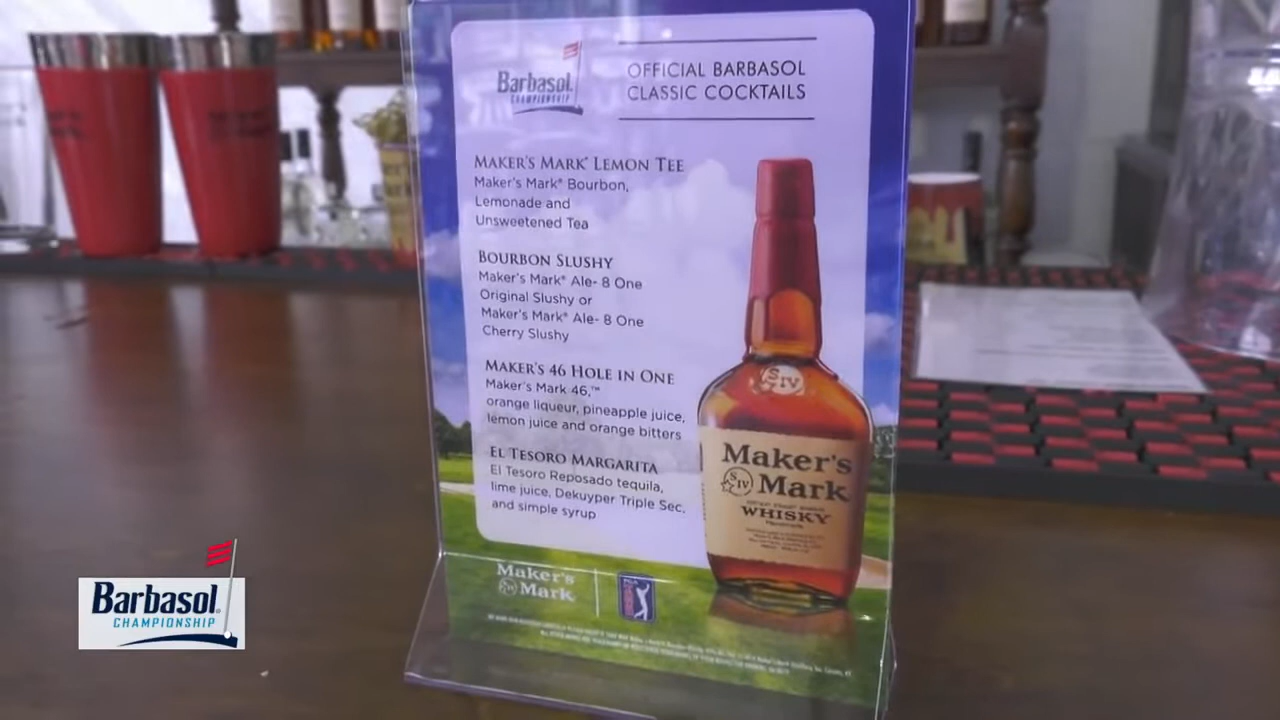 Barbasol
CHAMPIONSHIP
OFFICIAL BARBASOL
CLASSIC COCKTAILS
MAKER'S MARK® LEMON TEE
Maker's Mark® Bourbon,
Lemonade and
Unsweetened Tea
BOURBON SLUSHY
Maker's Mark® Ale- 8 One
Original Slushy or
Maker's Mark® Ale- 8 One
Cherry Slushy
MAKER'S 46 HOLE IN ONE
Maker's Mark 46,™
orange liqueur, pineapple juice,
lemon juice and orange bitters
EL TESORO MARGARITA
El Tesoro Reposado tequila,
lime juice, Dekuyper Triple Sec,
and simple syrup
SIV
Maker's
SIV Mark
WHISKY
Maker's
Mark
Barbasol®
CHAMPIONSHIP